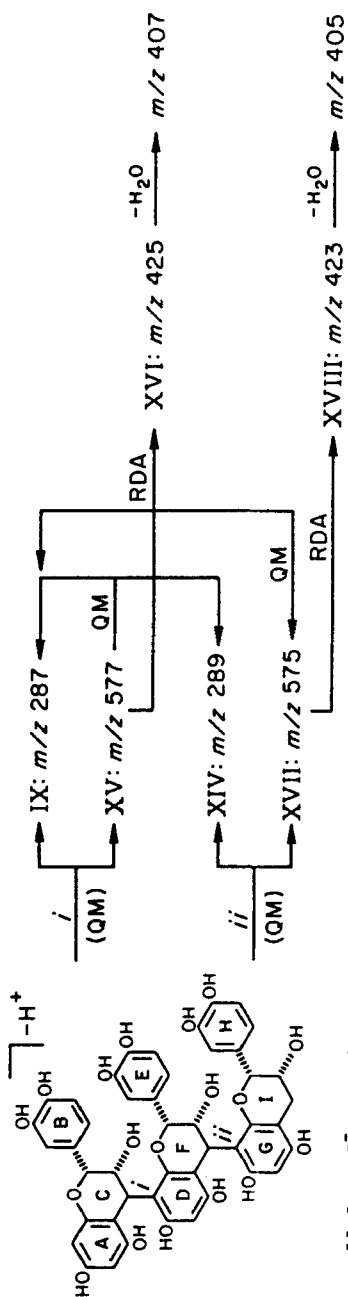 −H⁺
OH
OH
B
HO
O
A
C
OH
OH
i
OH
OH
E
HO
O
D
F
OH
OH
ii
OH
OH
H
HO
O
G
I
OH
OH
i
(QM)
IX: m/z 287
XV: m/z 577
QM
RDA
XVI: m/z 425
−H₂O
m/z 407
ii
(QM)
XIV: m/z 289
XVII: m/z 575
QM
RDA
XVIII: m/z 423
−H₂O
m/z 405